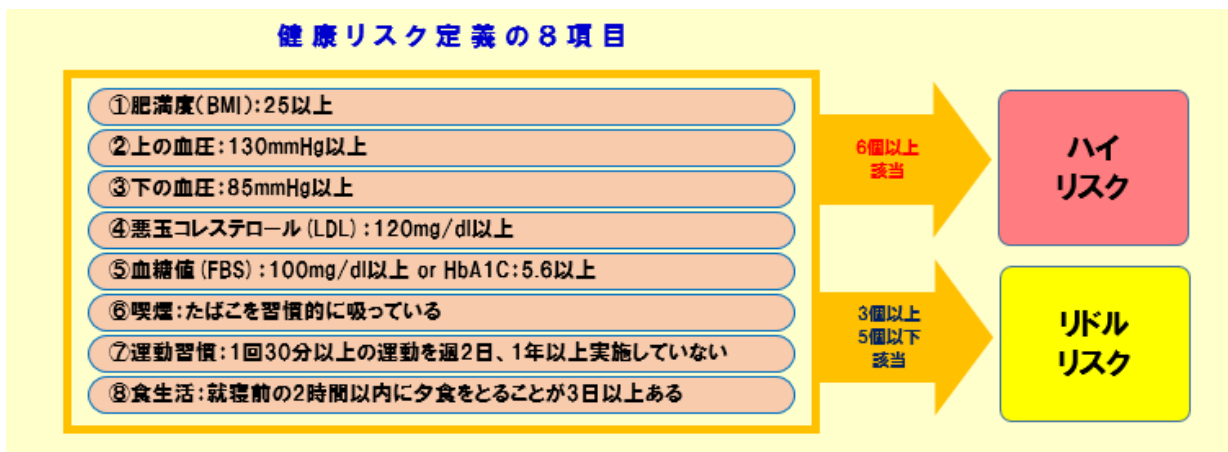 健康リスク定義の8項目
①肥満度(BMI):25以上
②上の血圧:130mmHg以上
③下の血圧:85mmHg以上
④悪玉コレステロール(LDL):120mg/dl以上
⑤血糖値(FBS):100mg/dl以上 or HbA1C:5.6以上
⑥喫煙:たばこを習慣的に吸っている
⑦運動習慣:1回30分以上の運動を週2日、1年以上実施していない
⑧食生活:就寝前の2時間以内に夕食をとることが3日以上ある
6個以上
該当
ハイ
リスク
3個以上
5個以下
該当
リドル
リスク